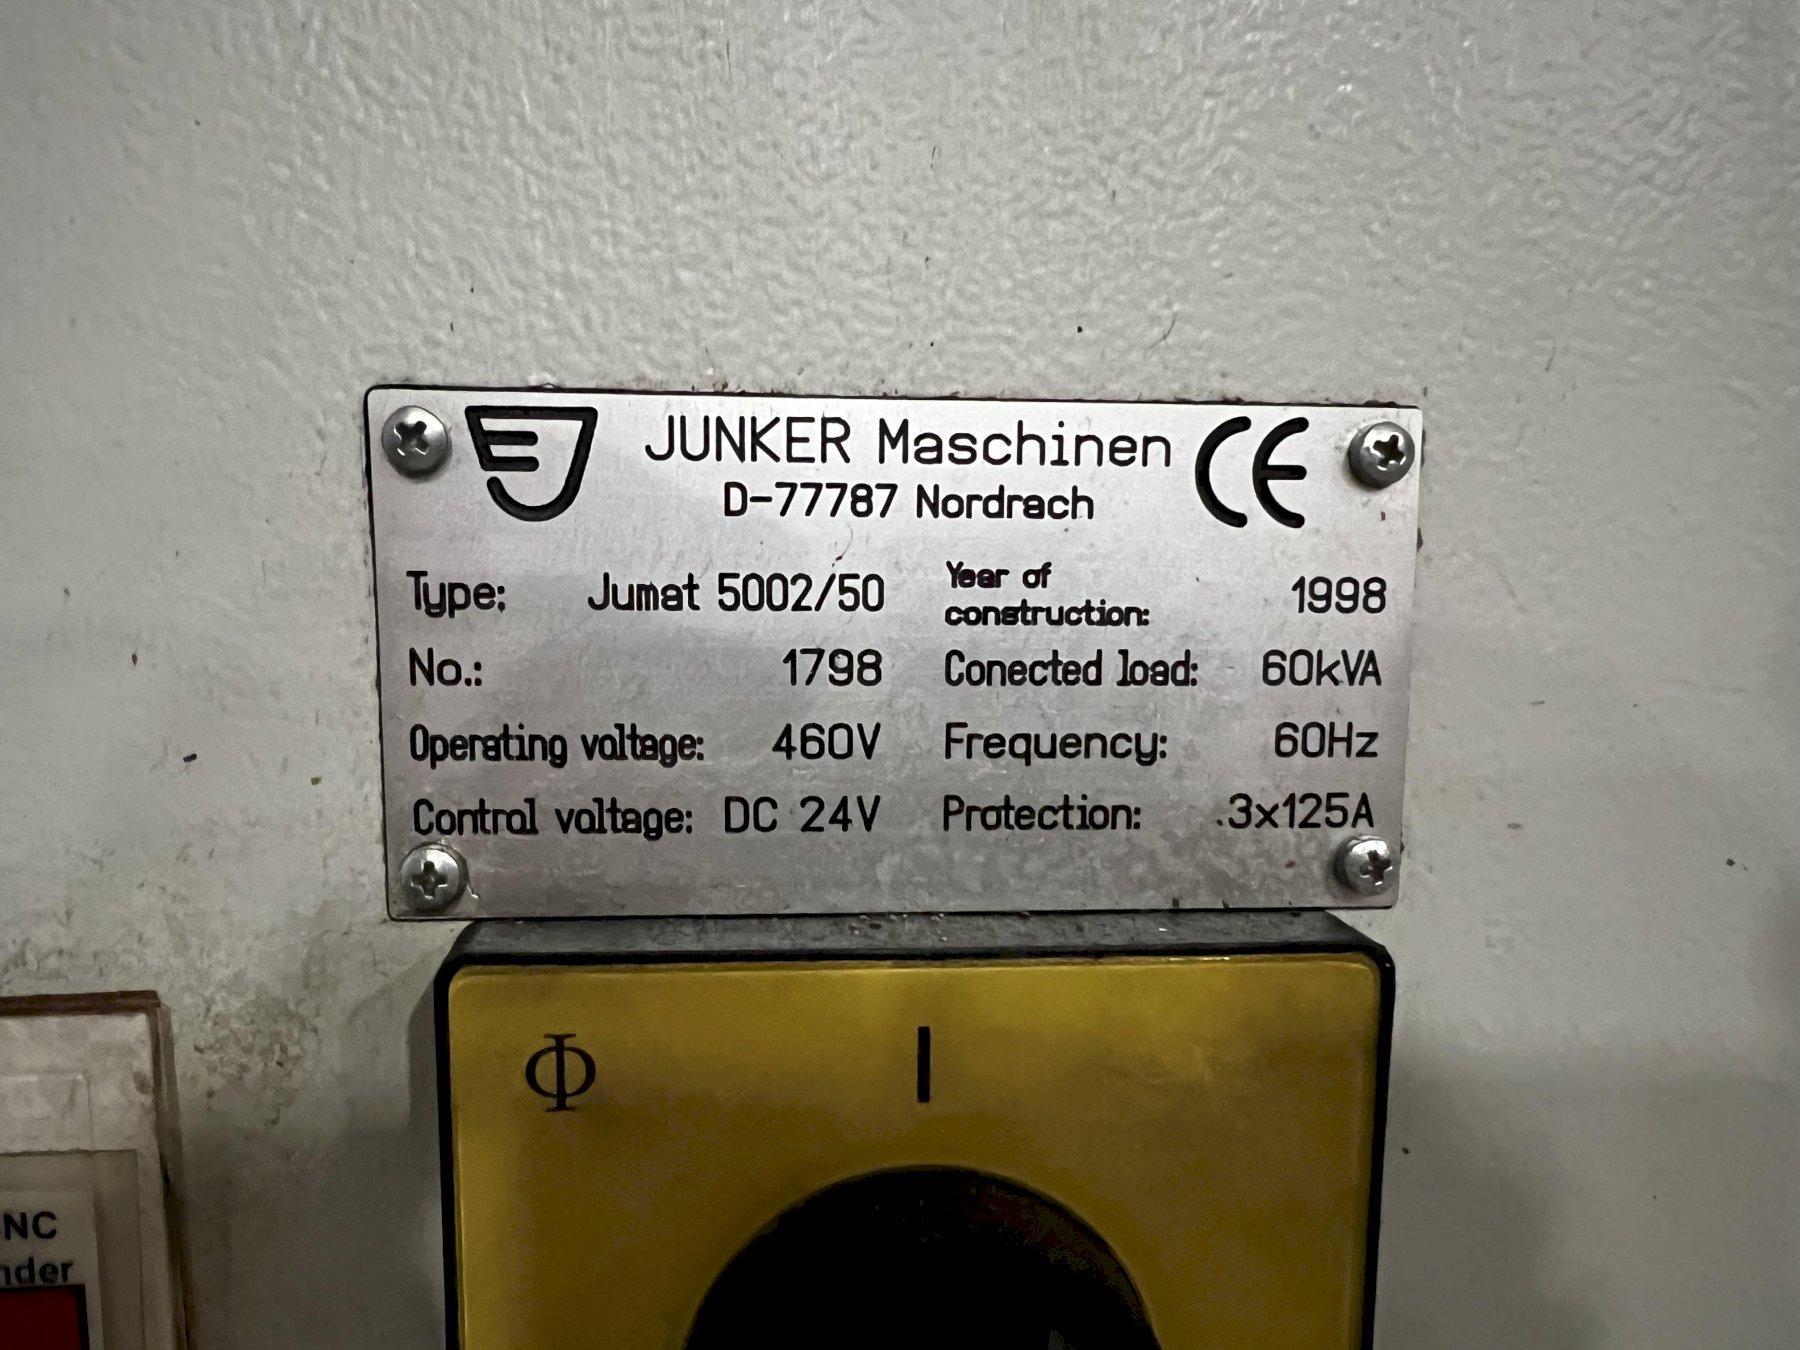 JUNKER Maschinen CE
D-77787 Nordrach
Type: Jumat 5002/50
Year of
construction: 1998
No.: 1798 Conected load: 60kVA
Operating voltage: 460V Frequency: 60Hz
Control voltage: DC 24V Protection: 3x125A
Φ I
NC
nder